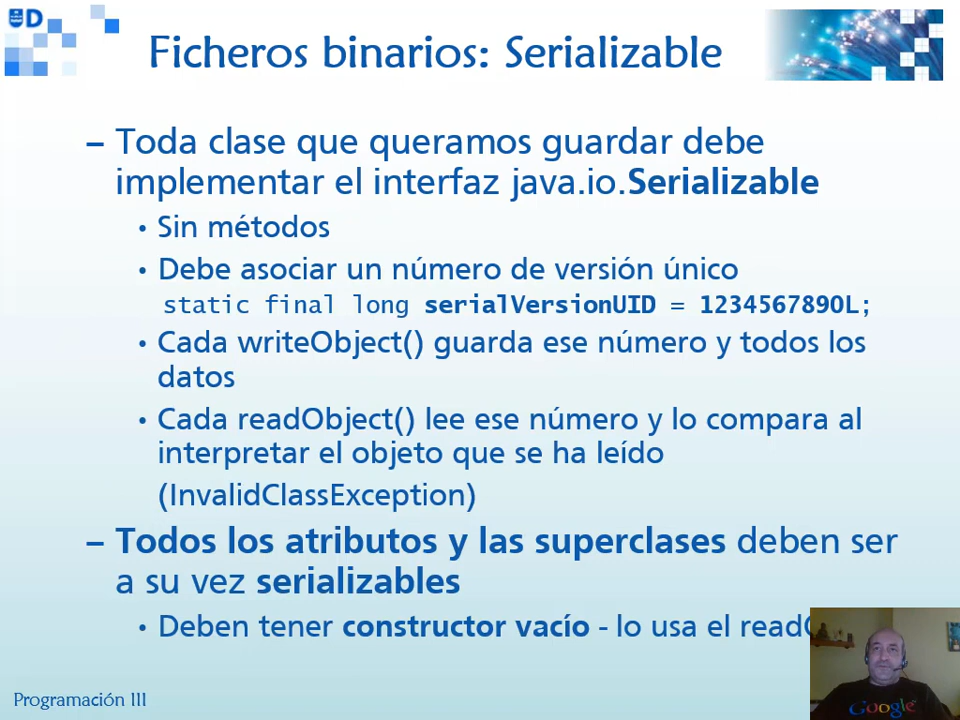 D
Ficheros binarios: Serializable
– Toda clase que queramos guardar debe
implementar el interfaz java.io.Serializable
• Sin métodos
• Debe asociar un número de versión único
static final long serialVersionUID = 1234567890L;
• Cada writeObject() guarda ese número y todos los
datos
• Cada readObject() lee ese número y lo compara al
interpretar el objeto que se ha leído
(InvalidClassException)
– Todos los atributos y las superclases deben ser
a su vez serializables
• Deben tener constructor vacío - lo usa el
Programación III
Google